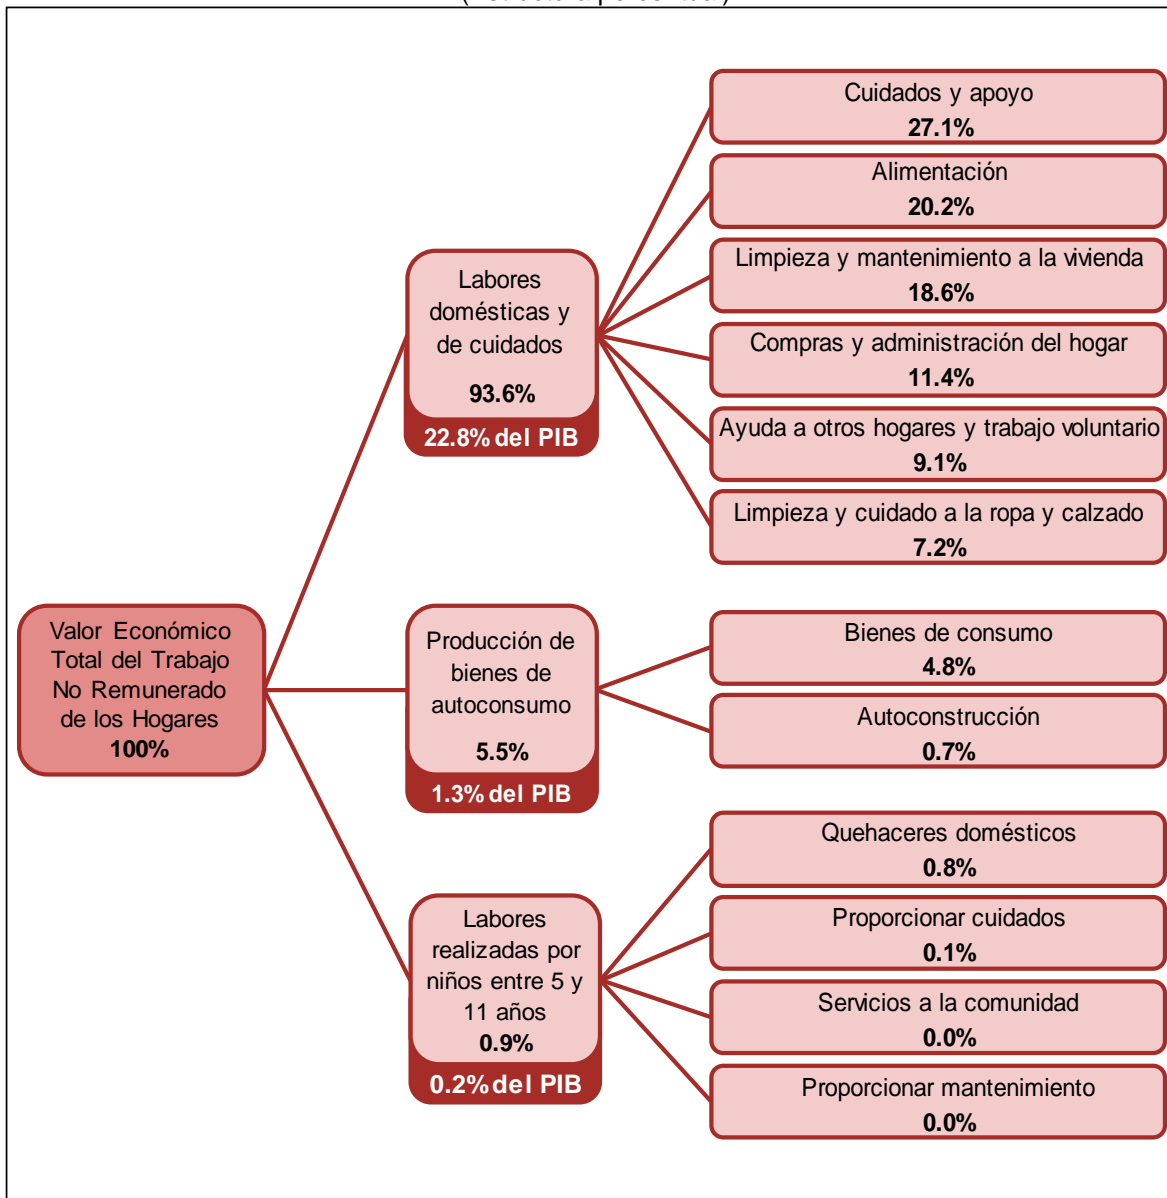 Cuidados y apoyo
27.1%
Alimentación
20.2%
Limpieza y mantenimiento a la vivienda
18.6%
Compras y administración del hogar
11.4%
Ayuda a otros hogares y trabajo voluntario
9.1%
Limpieza y cuidado a la ropa y calzado
7.2%
Labores
domésticas y
de cuidados
93.6%
22.8% del PIB
Valor Económico
Total del Trabajo
No Remunerado
de los Hogares
100%
Producción de
bienes de
autoconsumo
5.5%
1.3% del PIB
Bienes de consumo
4.8%
Autoconstrucción
0.7%
Labores
realizadas por
niños entre 5 y
11 años
0.9%
0.2% del PIB
Quehaceres domésticos
0.8%
Proporcionar cuidados
0.1%
Servicios a la comunidad
0.0%
Proporcionar mantenimiento
0.0%